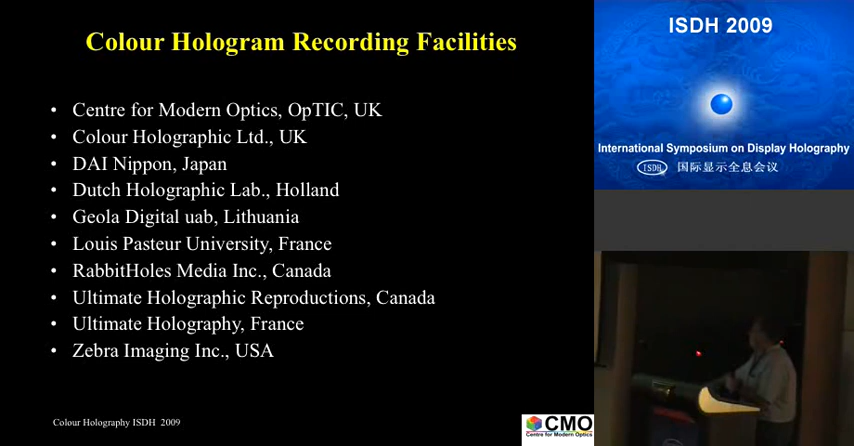 Colour Hologram Recording Facilities
• Centre for Modern Optics, OpTIC, UK
• Colour Holographic Ltd., UK
• DAI Nippon, Japan
• Dutch Holographic Lab., Holland
• Geola Digital uab, Lithuania
• Louis Pasteur University, France
• RabbitHoles Media Inc., Canada
• Ultimate Holographic Reproductions, Canada
• Ultimate Holography, France
• Zebra Imaging Inc., USA
Colour Holography ISDH 2009
CMO
Centre for Modern Optics
ISDH 2009
International Symposium on Display Holography
ISDH 国际显示全息会议